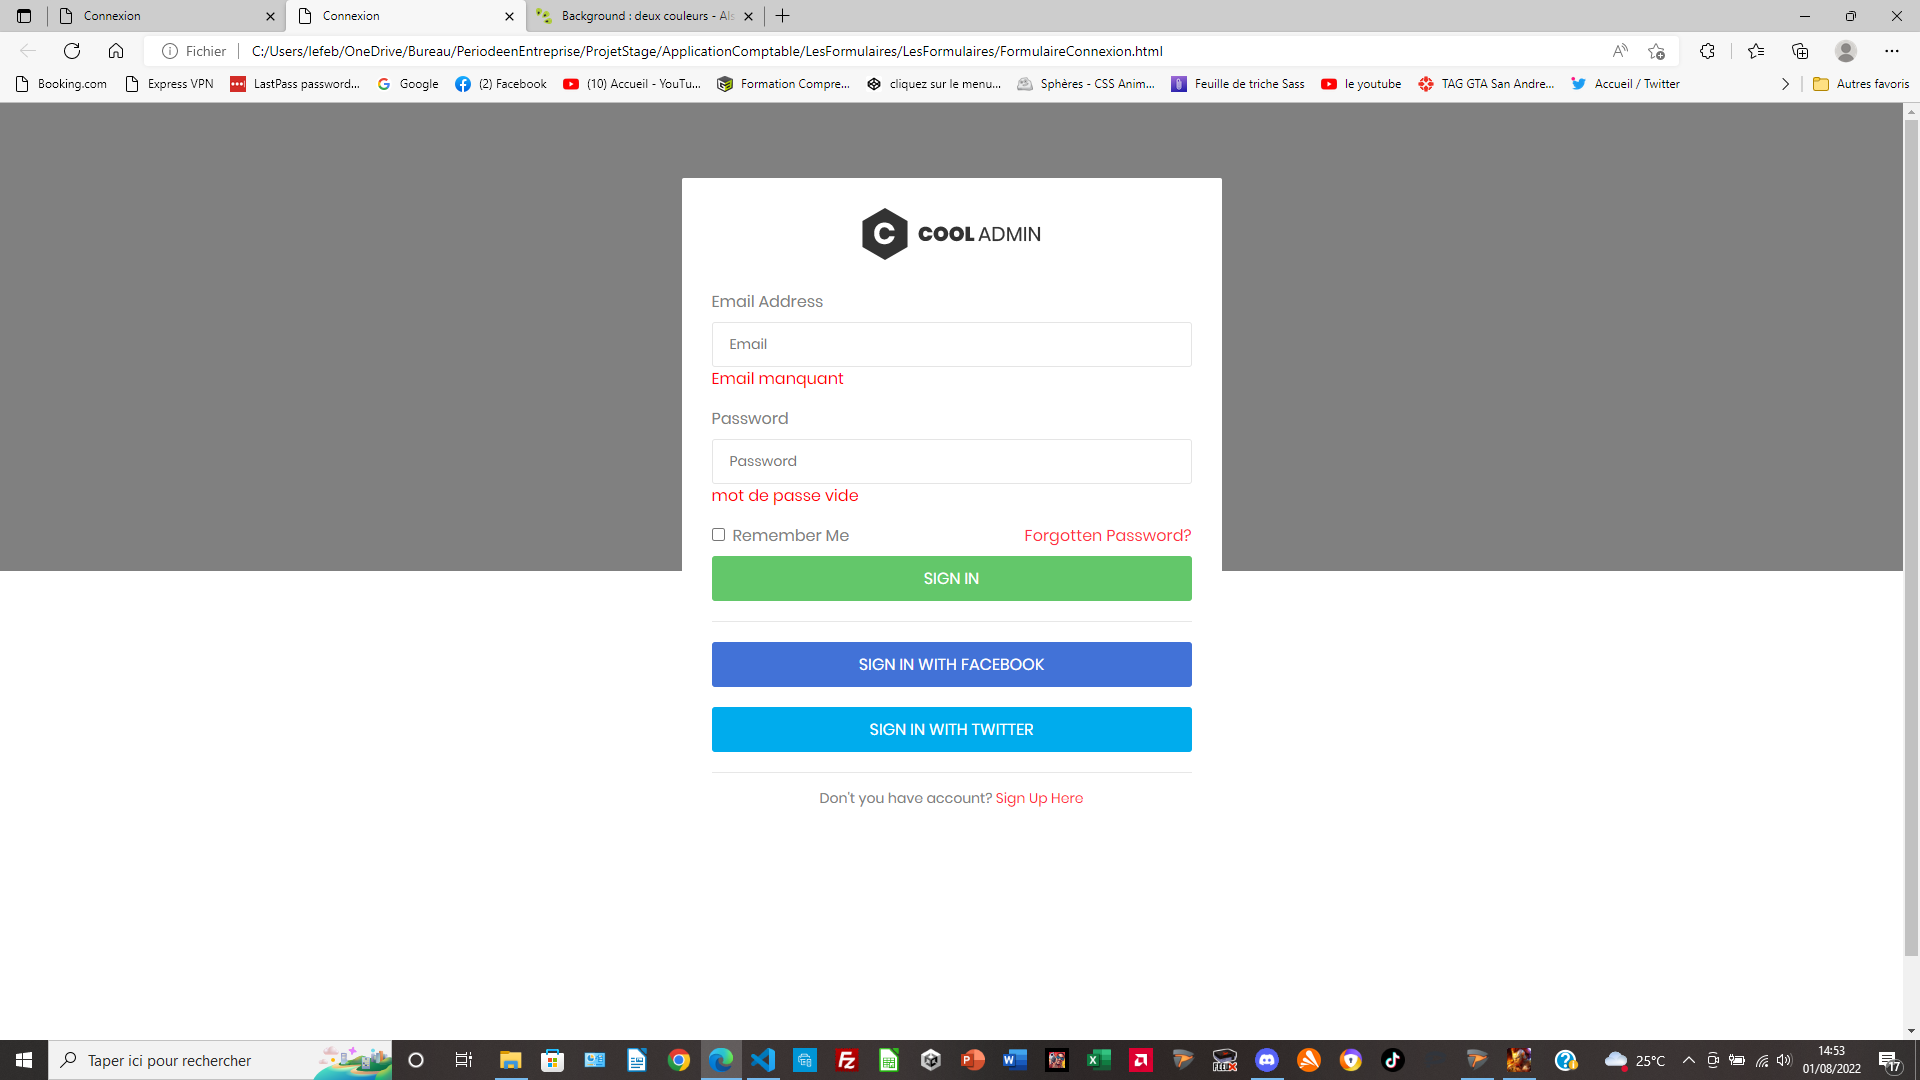 Connexion
Connexion
Background : deux couleurs - Als
Fichier
C:/Users/lefeb/OneDrive/Bureau/PeriodeenEntreprise/ProjetStage/ApplicationComptable/LesFormulaires/LesFormulaires/FormulaireConnexion.html
Booking.com
Express VPN
LastPass password...
Google
(2) Facebook
(10) Accueil - YouTu...
Formation Compre...
cliquez sur le menu...
Sphères - CSS Anim...
Feuille de triche Sass
le youtube
TAG GTA San Andre...
Accueil / Twitter
Autres favoris
C COOL ADMIN
Email Address
Email
Email manquant
Password
Password
mot de passe vide
Remember Me
Forgotten Password?
SIGN IN
SIGN IN WITH FACEBOOK
SIGN IN WITH TWITTER
Don't you have account? Sign Up Here
Taper ici pour rechercher
25°C
14:53
01/08/2022
17